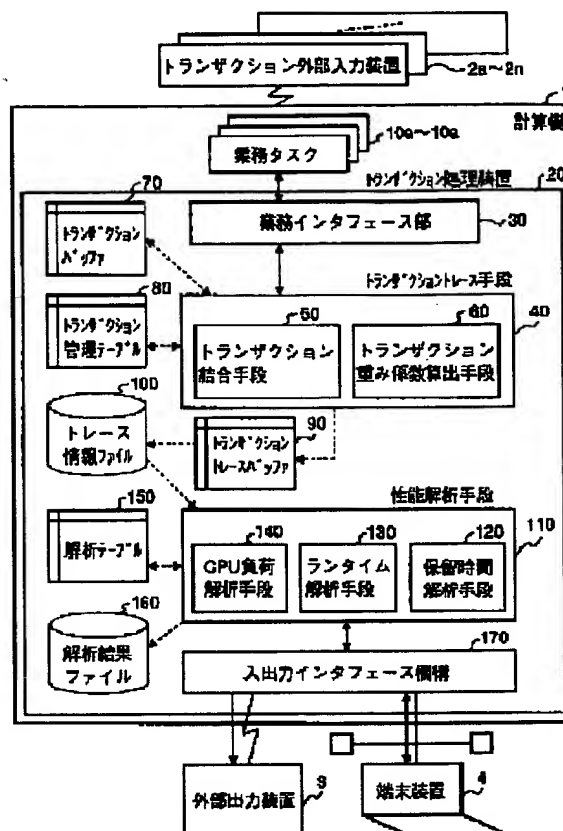 トランザクション外部入力装置
2a～2n
計算機
10a～10a
業務タスク
トランザクション処理装置
20
70
業務インタフェース部
30
トランザクション
バッファ
トランザクショントレース手段
80
50
60
40
トランザクション
管理テーブル
トランザクション
結合手段
トランザクション
重み係数算出手段
100
90
トレース
情報ファイル
トランザクション
トレースバッファ
150
性能解析手段
140
130
120
110
解析テーブル
CPU負荷
解析手段
ランタイム
解析手段
保留時間
解析手段
160
170
解析結果
ファイル
入出力インタフェース機構
3
4
外部出力装置
端末装置